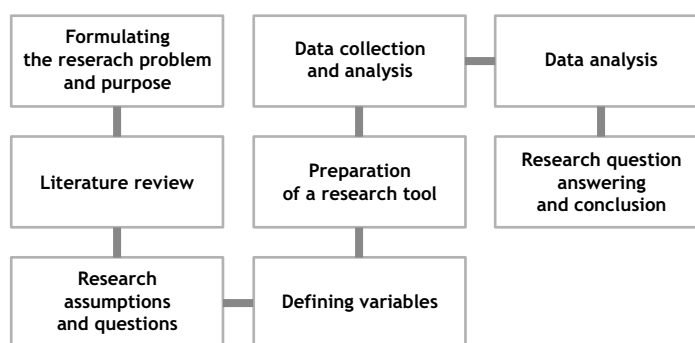 Formulating
the reserach problem
and purpose
Literature review
Research
assumptions
and questions
Defining variables
Preparation
of a research tool
Data collection
and analysis
Data analysis
Research question
answering
and conclusion